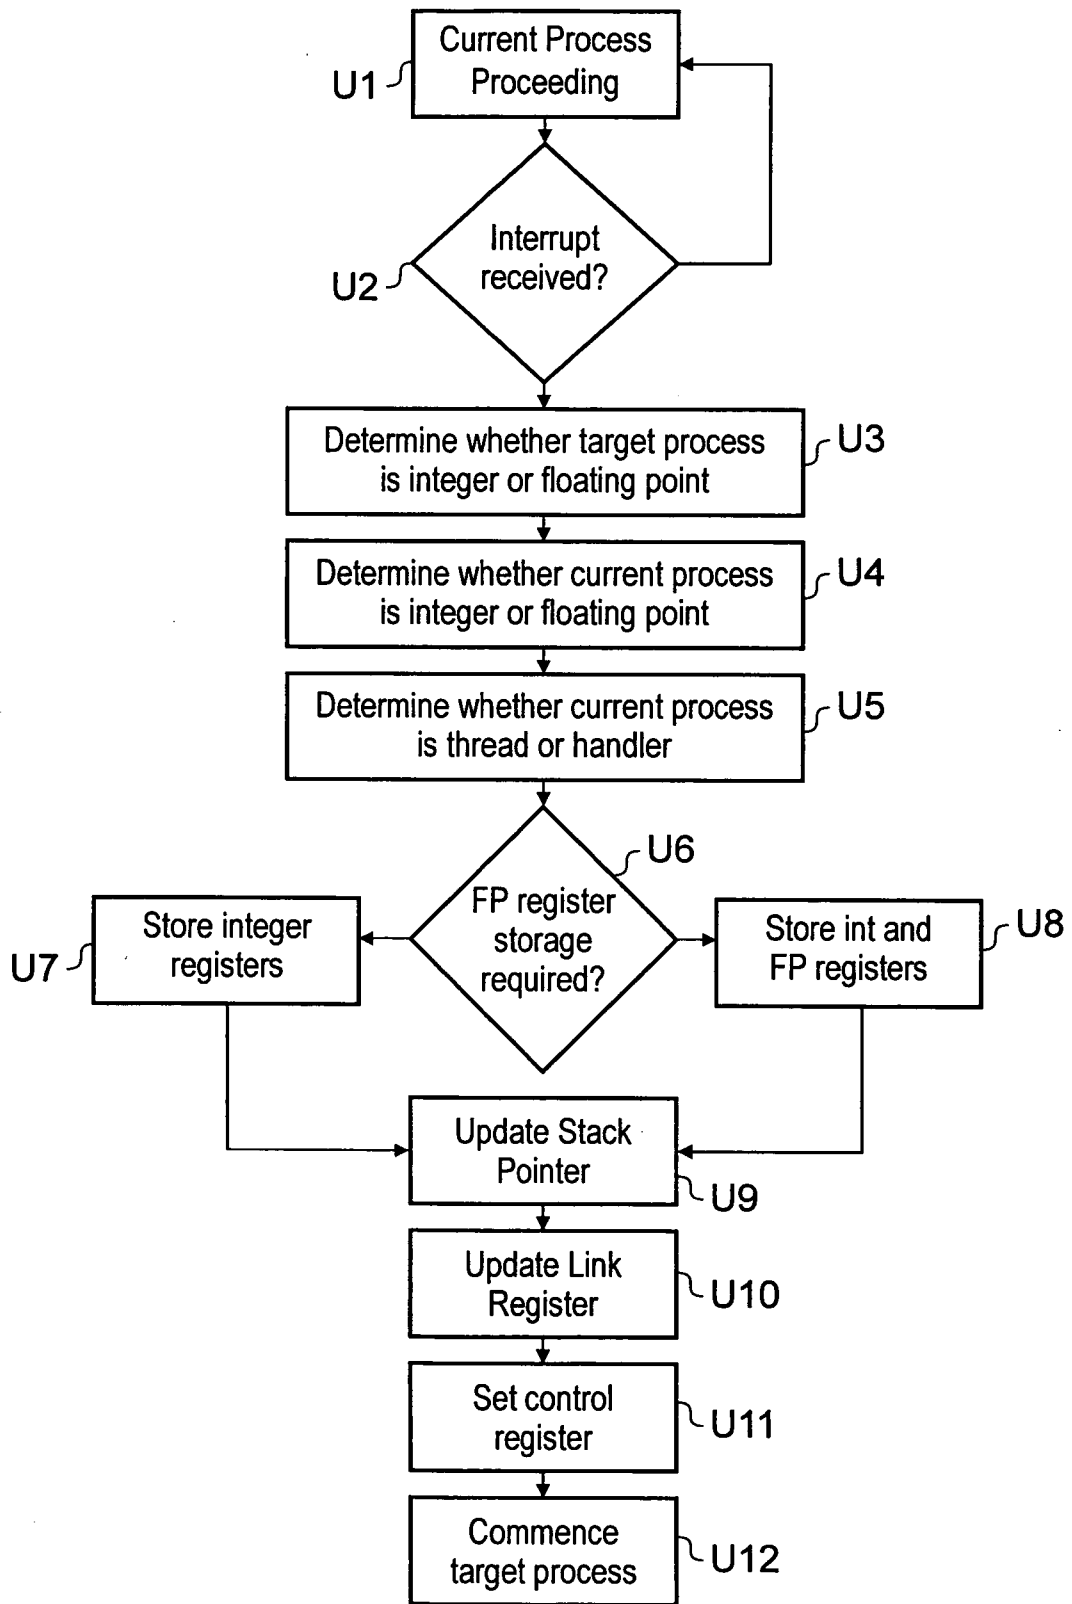 Current Process
Proceeding
U1
Interrupt
received?
U2
Determine whether target process
is integer or floating point
U3
Determine whether current process
is integer or floating point
U4
Determine whether current process
is thread or handler
U5
U6
FP register
storage
required?
Store integer
registers
U7
Store int and
FP registers
U8
Update Stack
Pointer
U9
Update Link
Register
U10
Set control
register
U11
Commence
target process
U12